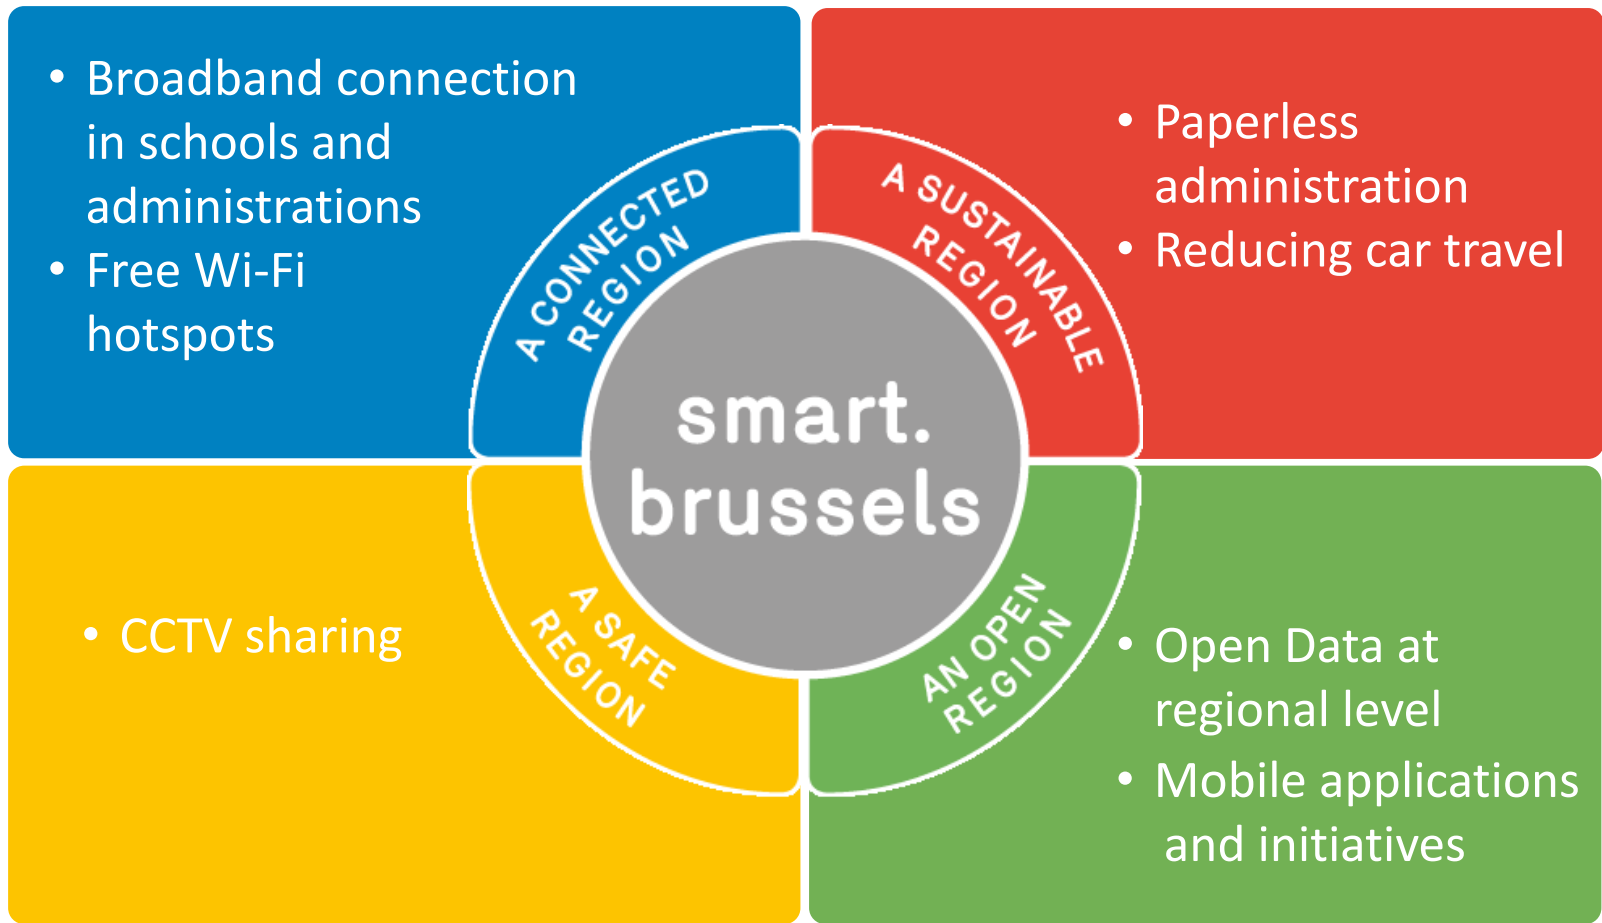 • Broadband connection
in schools and
administrations
• Free Wi-Fi
hotspots
A CONNECTED
REGION
• Paperless
administration
• Reducing car travel
A SUSTAINABLE
REGION
smart.
brussels
• CCTV sharing
A SAFE
REGION
AN OPEN
REGION
• Open Data at
regional level
• Mobile applications
and initiatives